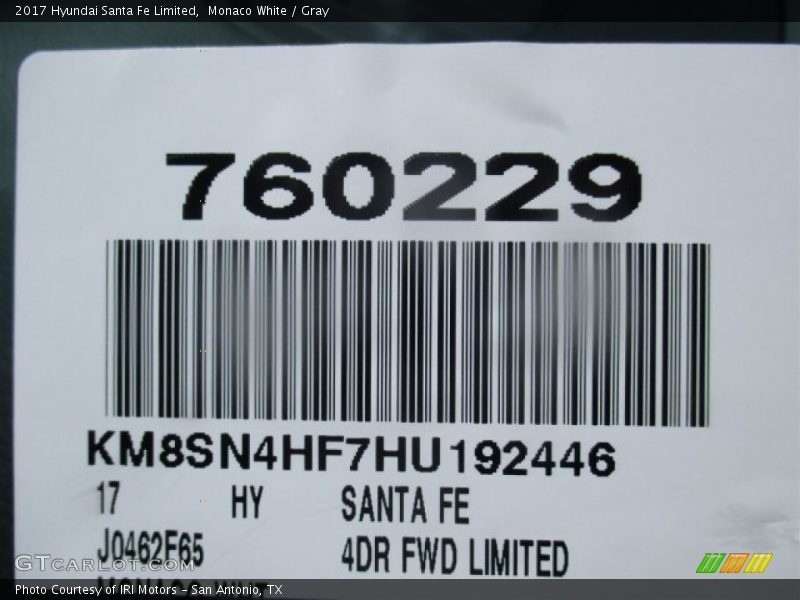 2017 Hyundai Santa Fe Limited,  Monaco White / Gray
760229
KM8SN4HF7HU192446
17 HY SANTA FE
J0462F65 4DR FWD LIMITED
GTCARLOT.COM
Photo Courtesy of IRI Motors - San Antonio, TX